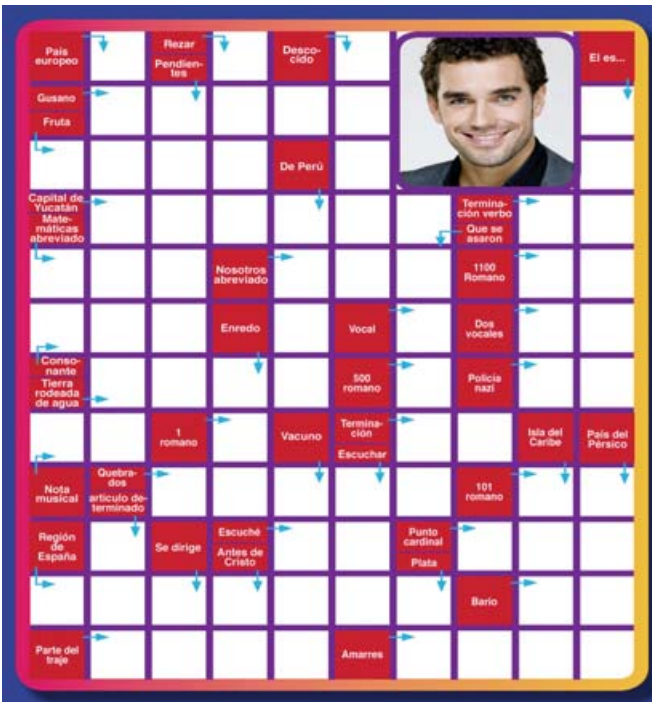 País
europeo
Rezar
Pendien-
tes
Desco-
cido
El es...
Gusano
Fruta
De Perú
Capital de
Yucatán
Mate-
máticas
abreviado
Termina-
ción verbo
Que se
asaron
Nosotros
abreviado
1100
Romano
Enredo
Vocal
Dos
vocales
Conso-
nante
Tierra
rodeada
de agua
500
romano
Policía
nazi
1
romano
Vacuno
Termina-
ción
Escuchar
Isla del
Caribe
País del
Pérsico
Nota
musical
Quebra-
dos
artículo de-
terminado
101
romano
Región
de
España
Se dirige
Escuché
Antes de
Cristo
Punto
cardinal
Plata
Bario
Parte del
traje
Amarres